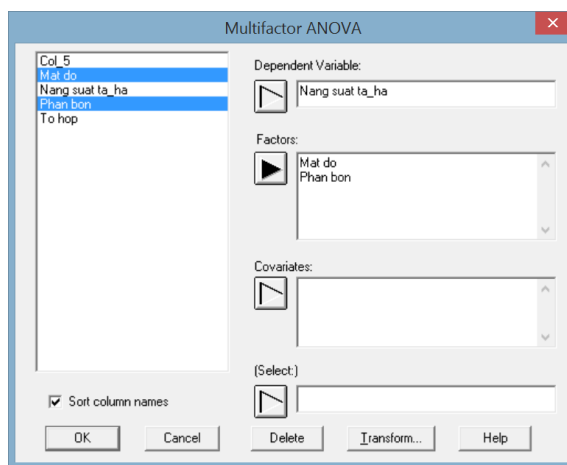 Multifactor ANOVA
Col_5
Mat do
Nang suat ta_ha
Phan bon
To hop
Sort column names
Dependent Variable:
Nang suat ta_ha
Factors:
Mat do
Phan bon
Covariates:
(Select:)
OK
Cancel
Delete
Transform...
Help